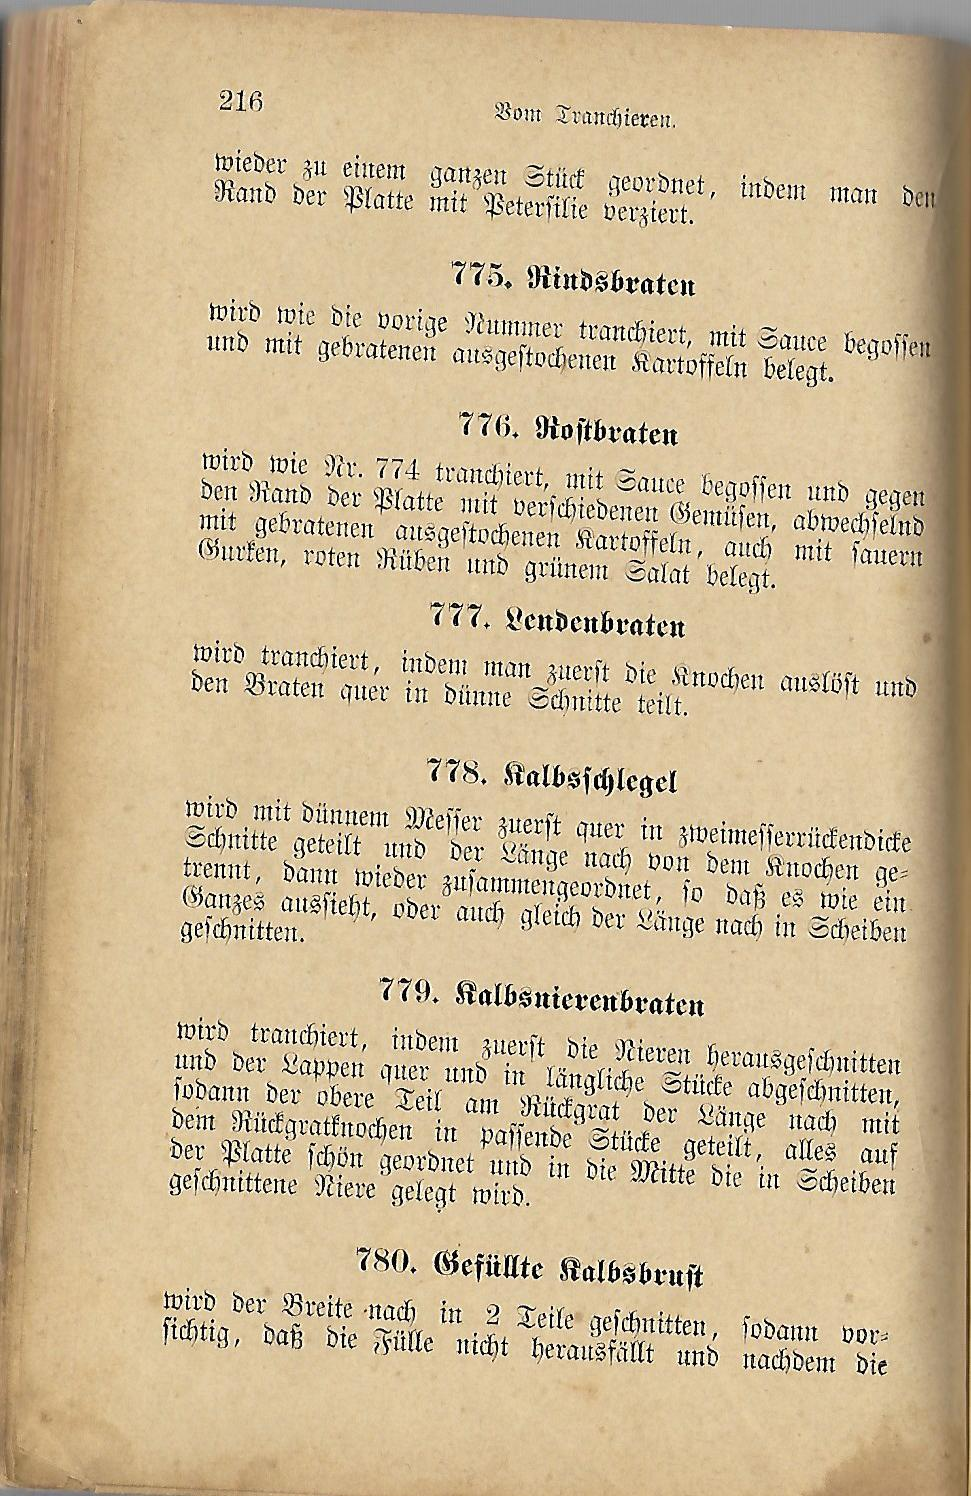 216
Vom Tranchieren.
wieder zu einem ganzen Stück geordnet, indem man den
Rand der Platte mit Petersilie verziert.
775. Rindsbraten
wird wie die vorige Nummer tranchiert, mit Sauce begossen
und mit gebratenen ausgestochenen Kartoffeln belegt.
776. Rostbraten
wird wie Nr. 774 tranchiert, mit Sauce begossen und gegen
den Rand der Platte mit verschiedenen Gemüsen, abwechselnd
mit gebratenen ausgestochenen Kartoffeln, auch mit sauern
Gurken, roten Rüben und grünem Salat belegt.
777. Lendenbraten
wird tranchiert, indem man zuerst die Knochen auslöst und
den Braten quer in dünne Schnitte teilt.
778. Kalbsschlegel
wird mit dünnem Messer zuerst quer in zweimesserrückendicke
Schnitte geteilt und der Länge nach von dem Knochen ge-
trennt, dann wieder zusammengeordnet, so daß es wie ein
Ganzes aussieht, oder auch gleich der Länge nach in Scheiben
geschnitten.
779. Kalbsnierenbraten
wird tranchiert, indem zuerst die Nieren herausgeschnitten
und der Lappen quer und in längliche Stücke abgeschnitten,
sodann der obere Teil am Rückgrat der Länge nach mit
dem Rückgratknochen in passende Stücke geteilt, alles auf
der Platte schön geordnet und in die Mitte die in Scheiben
geschnittene Niere gelegt wird.
780. Gefüllte Kalbsbrust
wird der Breite nach in 2 Teile geschnitten, sodann vor-
sichtig, daß die Fülle nicht herausfällt und nachdem die